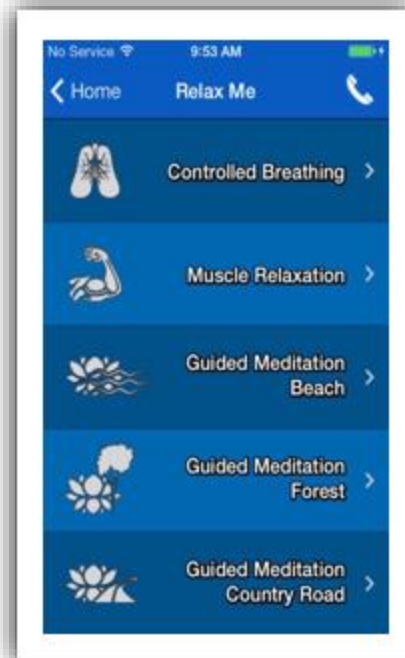 No Service 9:53 AM
Home Relax Me
Controlled Breathing
Muscle Relaxation
Guided Meditation
Beach
Guided Meditation
Forest
Guided Meditation
Country Road